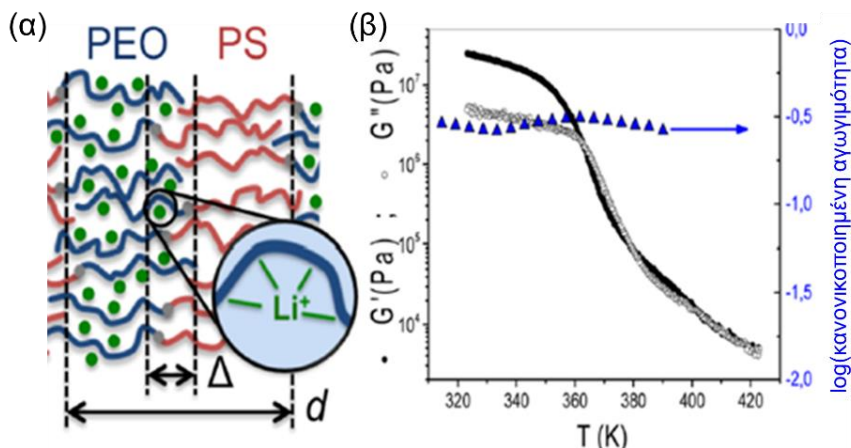 (α)
PEO
PS
Li⁺
Δ
d
(β)
• G'(Pa) ; ○ G''(Pa)
10⁷
10⁶
10⁵
10⁴
0,0
-0,5
-1,0
-1,5
-2,0
log(κανονικοποιημένη αγωγιμότητα)
320
340
360
380
400
420
T (K)